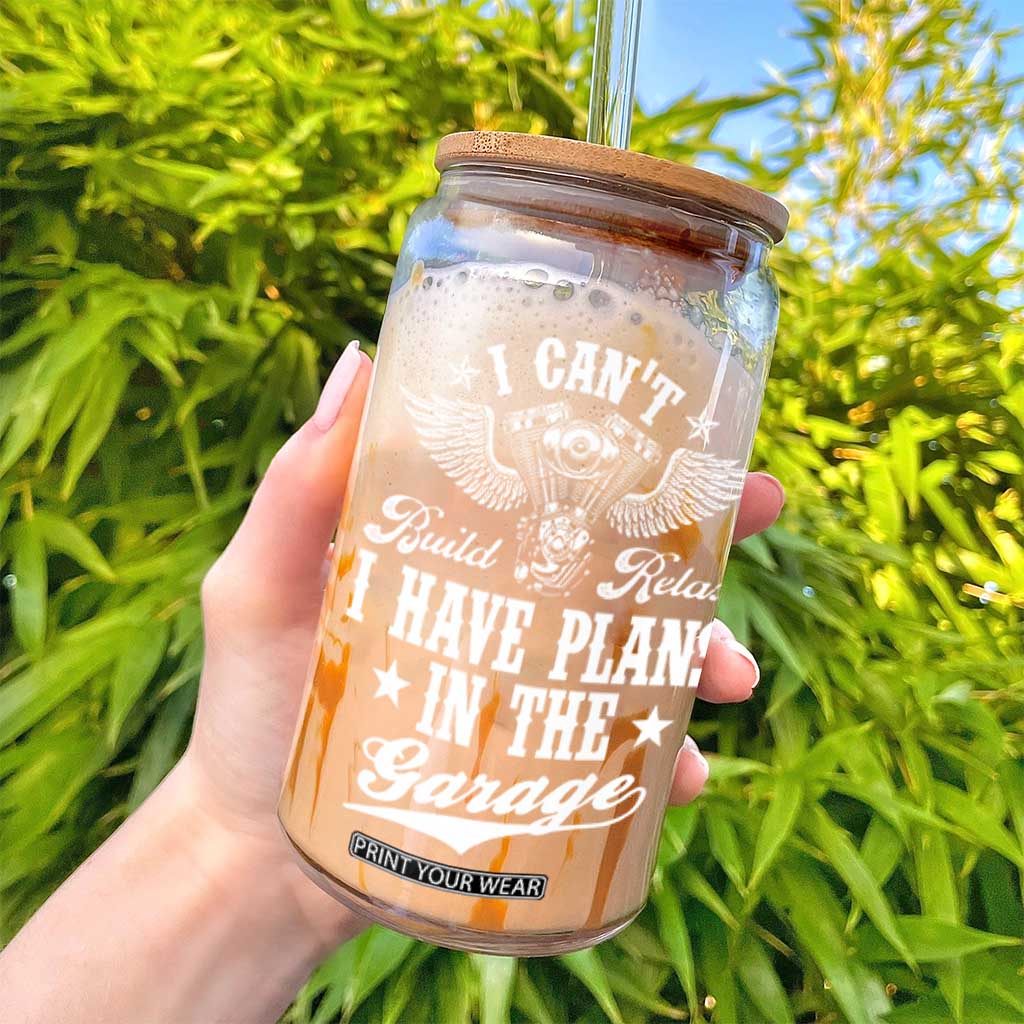 I CAN'T
Build Relax
I HAVE PLANS
IN THE
Garage
PRINT YOUR WEAR